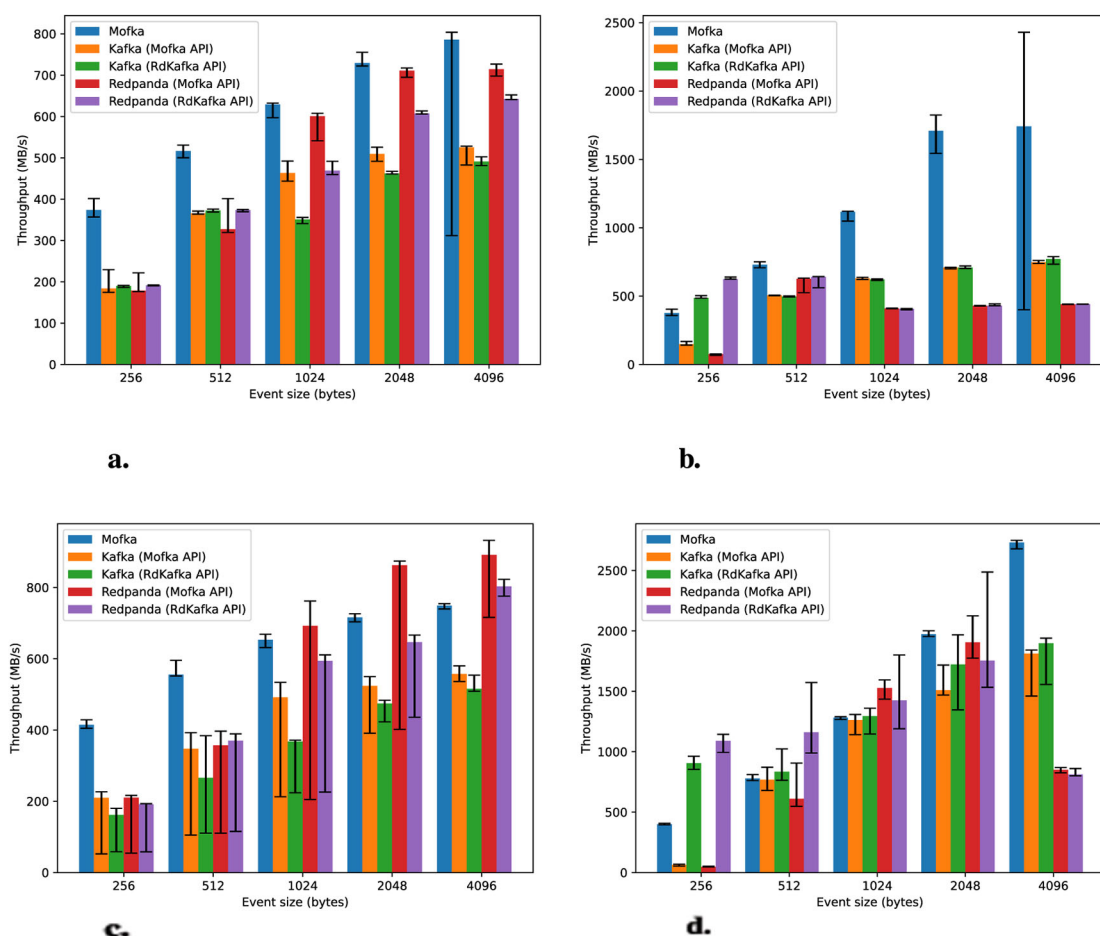 800
700
600
500
400
300
200
100
0
Throughput (MB/s)
Mofka
Kafka (Mofka API)
Kafka (RdKafka API)
Redpanda (Mofka API)
Redpanda (RdKafka API)
256 512 1024 2048 4096
Event size (bytes)
a.
2500
2000
1500
1000
500
0
Throughput (MB/s)
Mofka
Kafka (Mofka API)
Kafka (RdKafka API)
Redpanda (Mofka API)
Redpanda (RdKafka API)
256 512 1024 2048 4096
Event size (bytes)
b.
800
600
400
200
0
Throughput (MB/s)
Mofka
Kafka (Mofka API)
Kafka (RdKafka API)
Redpanda (Mofka API)
Redpanda (RdKafka API)
256 512 1024 2048 4096
Event size (bytes)
c.
2500
2000
1500
1000
500
0
Throughput (MB/s)
Mofka
Kafka (Mofka API)
Kafka (RdKafka API)
Redpanda (Mofka API)
Redpanda (RdKafka API)
256 512 1024 2048 4096
Event size (bytes)
d.